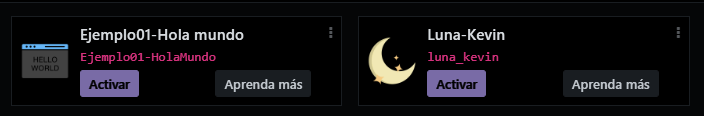 Ejemplo01-Hola mundo
HELLO
WORLD
Ejemplo01-HolaMundo
Activar
Aprenda más
Luna-Kevin
luna_kevin
Activar
Aprenda más